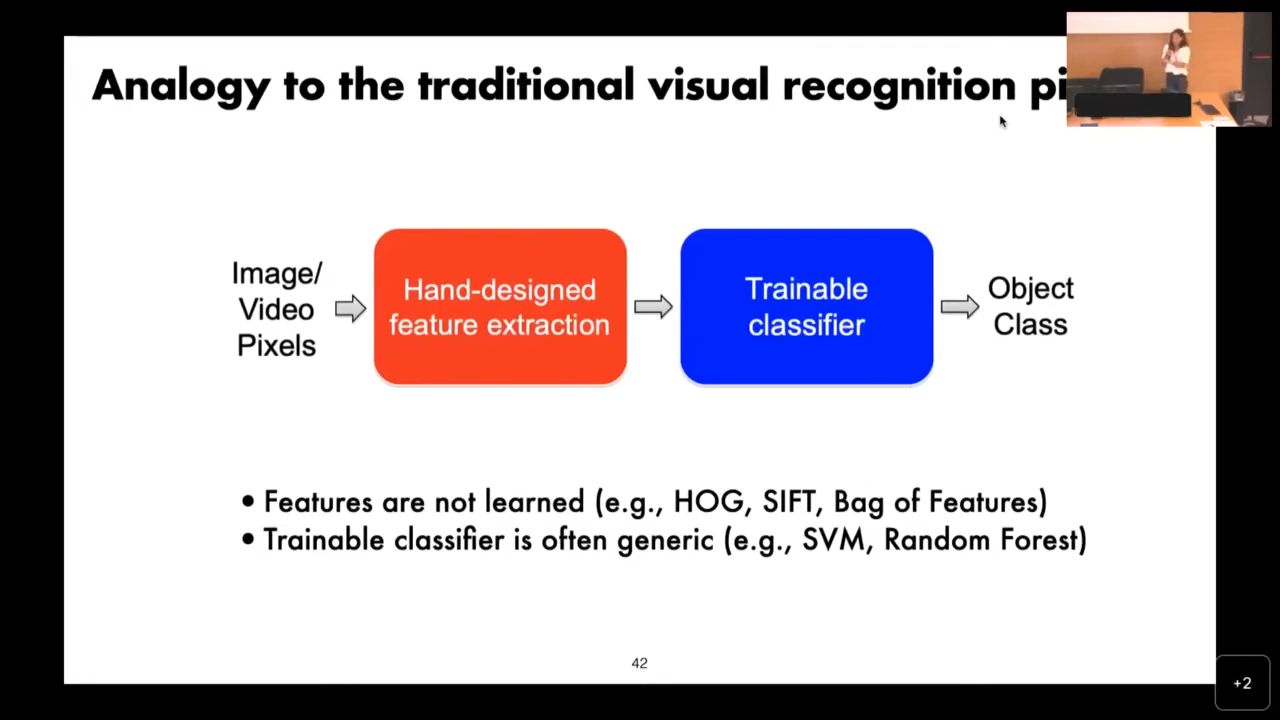 Analogy to the traditional visual recognition pi
Image/
Video
Pixels
Hand-designed
feature extraction
Trainable
classifier
Object
Class
• Features are not learned (e.g., HOG, SIFT, Bag of Features)
• Trainable classifier is often generic (e.g., SVM, Random Forest)
42
+2